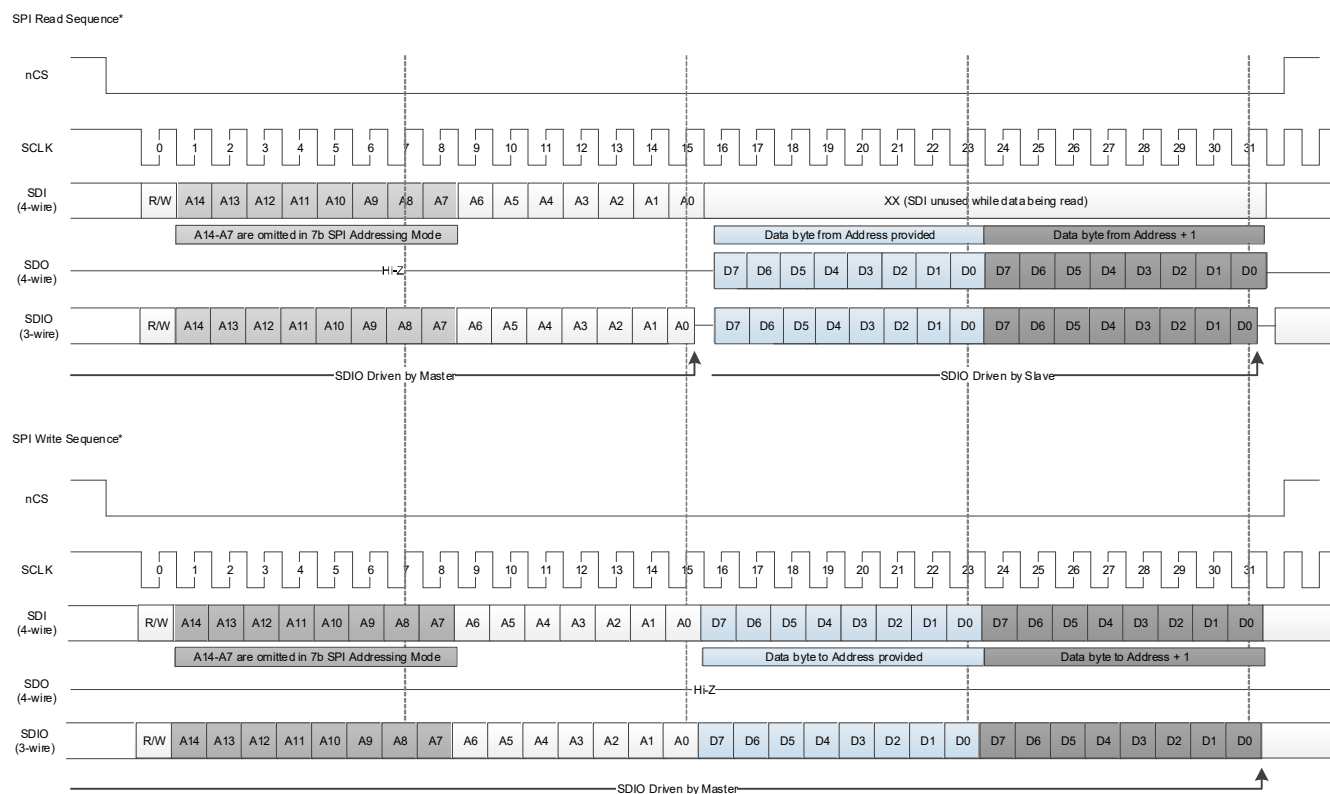 SPI Read Sequence*
nCS
SCLK 0 1 2 3 4 5 6 7 8 9 10 11 12 13 14 15 16 17 18 19 20 21 22 23 24 25 26 27 28 29 30 31
SDI
(4-wire)
R/W A14 A13 A12 A11 A10 A9 A8 A7 A6 A5 A4 A3 A2 A1 A0 XX (SDI unused while data being read)
A14-A7 are omitted in 7b SPI Addressing Mode Data byte from Address provided Data byte from Address + 1
SDO
(4-wire)
Hi-Z D7 D6 D5 D4 D3 D2 D1 D0 D7 D6 D5 D4 D3 D2 D1 D0
SDIO
(3-wire)
R/W A14 A13 A12 A11 A10 A9 A8 A7 A6 A5 A4 A3 A2 A1 A0 D7 D6 D5 D4 D3 D2 D1 D0 D7 D6 D5 D4 D3 D2 D1 D0
SDIO Driven by Master SDIO Driven by Slave
SPI Write Sequence*
nCS
SCLK 0 1 2 3 4 5 6 7 8 9 10 11 12 13 14 15 16 17 18 19 20 21 22 23 24 25 26 27 28 29 30 31
SDI
(4-wire)
R/W A14 A13 A12 A11 A10 A9 A8 A7 A6 A5 A4 A3 A2 A1 A0 D7 D6 D5 D4 D3 D2 D1 D0 D7 D6 D5 D4 D3 D2 D1 D0
A14-A7 are omitted in 7b SPI Addressing Mode Data byte to Address provided Data byte to Address + 1
SDO
(4-wire)
Hi-Z
SDIO
(3-wire)
R/W A14 A13 A12 A11 A10 A9 A8 A7 A6 A5 A4 A3 A2 A1 A0 D7 D6 D5 D4 D3 D2 D1 D0 D7 D6 D5 D4 D3 D2 D1 D0
SDIO Driven by Master